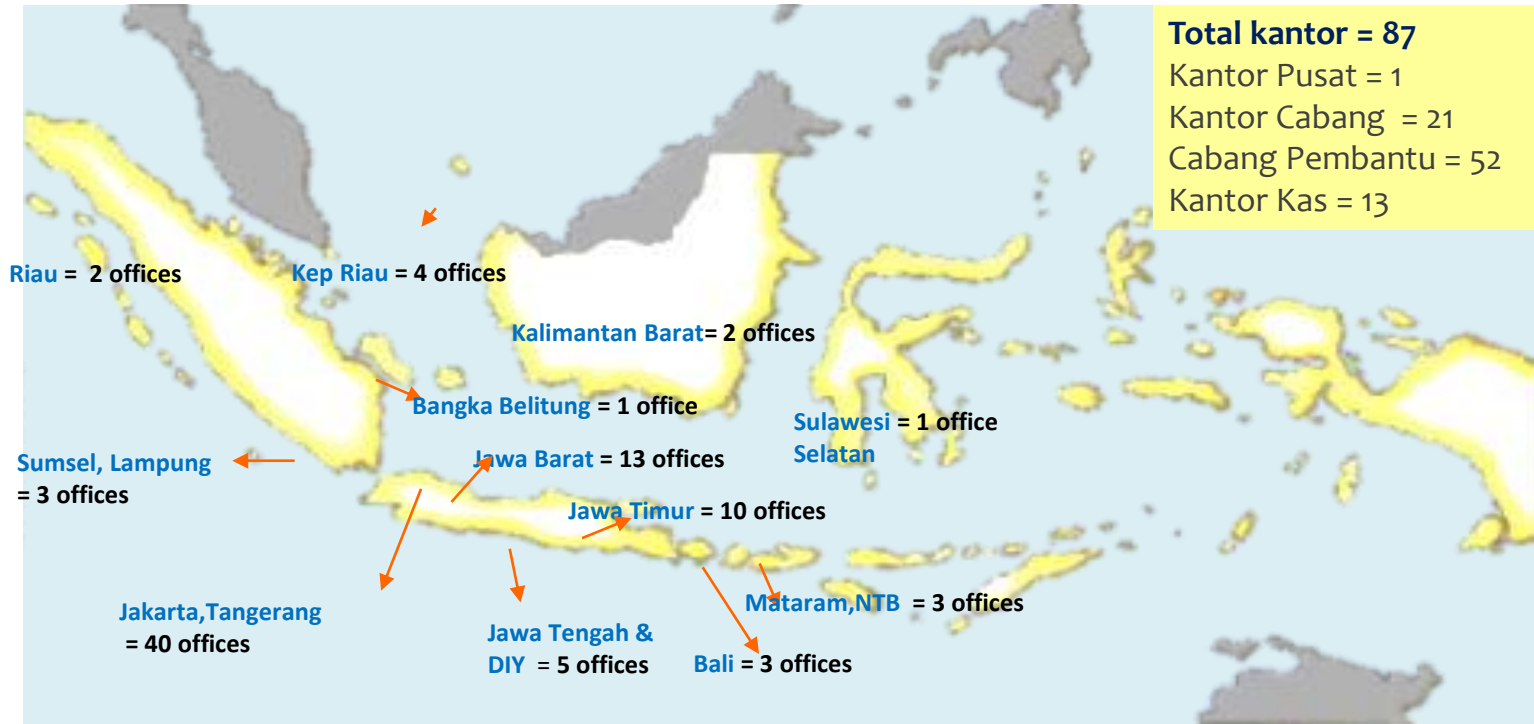 Total kantor = 87
Kantor Pusat = 1
Kantor Cabang = 21
Cabang Pembantu = 52
Kantor Kas = 13
Riau = 2 offices
Kep Riau = 4 offices
Kalimantan Barat= 2 offices
Bangka Belitung = 1 office
Sulawesi = 1 office
Selatan
Sumsel, Lampung
= 3 offices
Jawa Barat = 13 offices
Jawa Timur = 10 offices
Jakarta,Tangerang
= 40 offices
Jawa Tengah &
DIY = 5 offices
Mataram,NTB = 3 offices
Bali = 3 offices